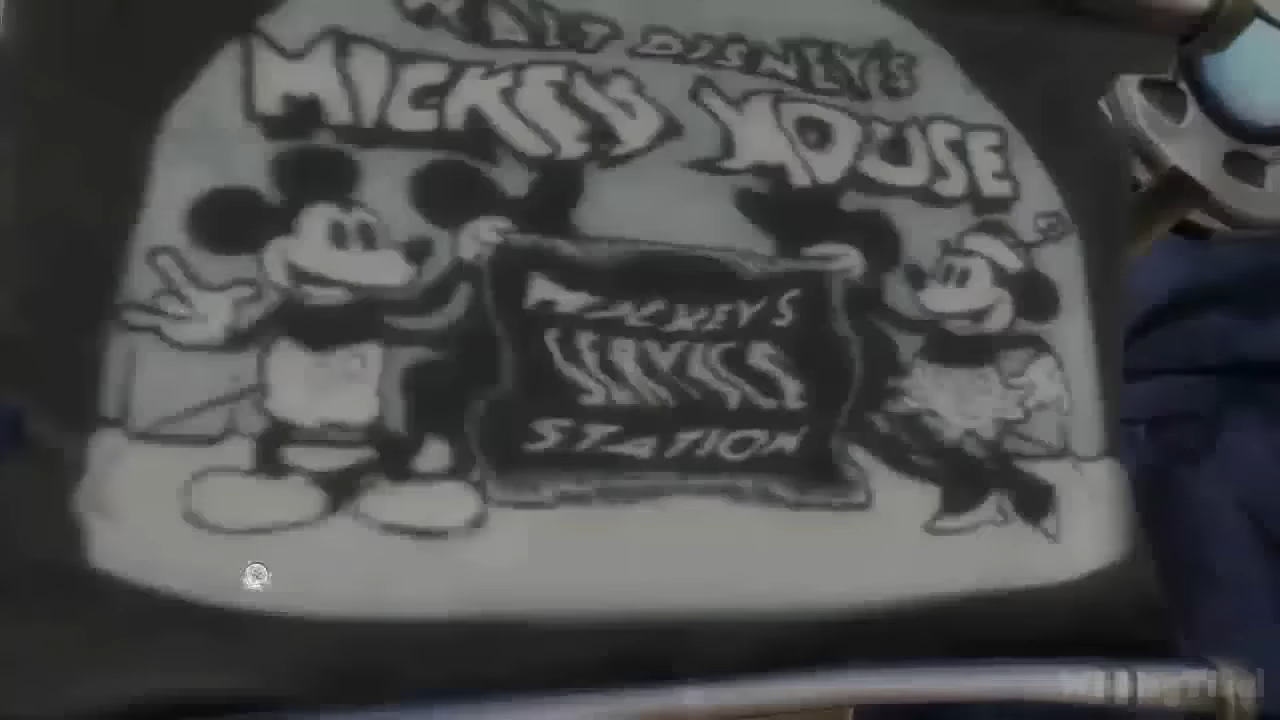 WALT DISNEY'S
MICKEY MOUSE
MICKEY'S
SERVICE
STATION